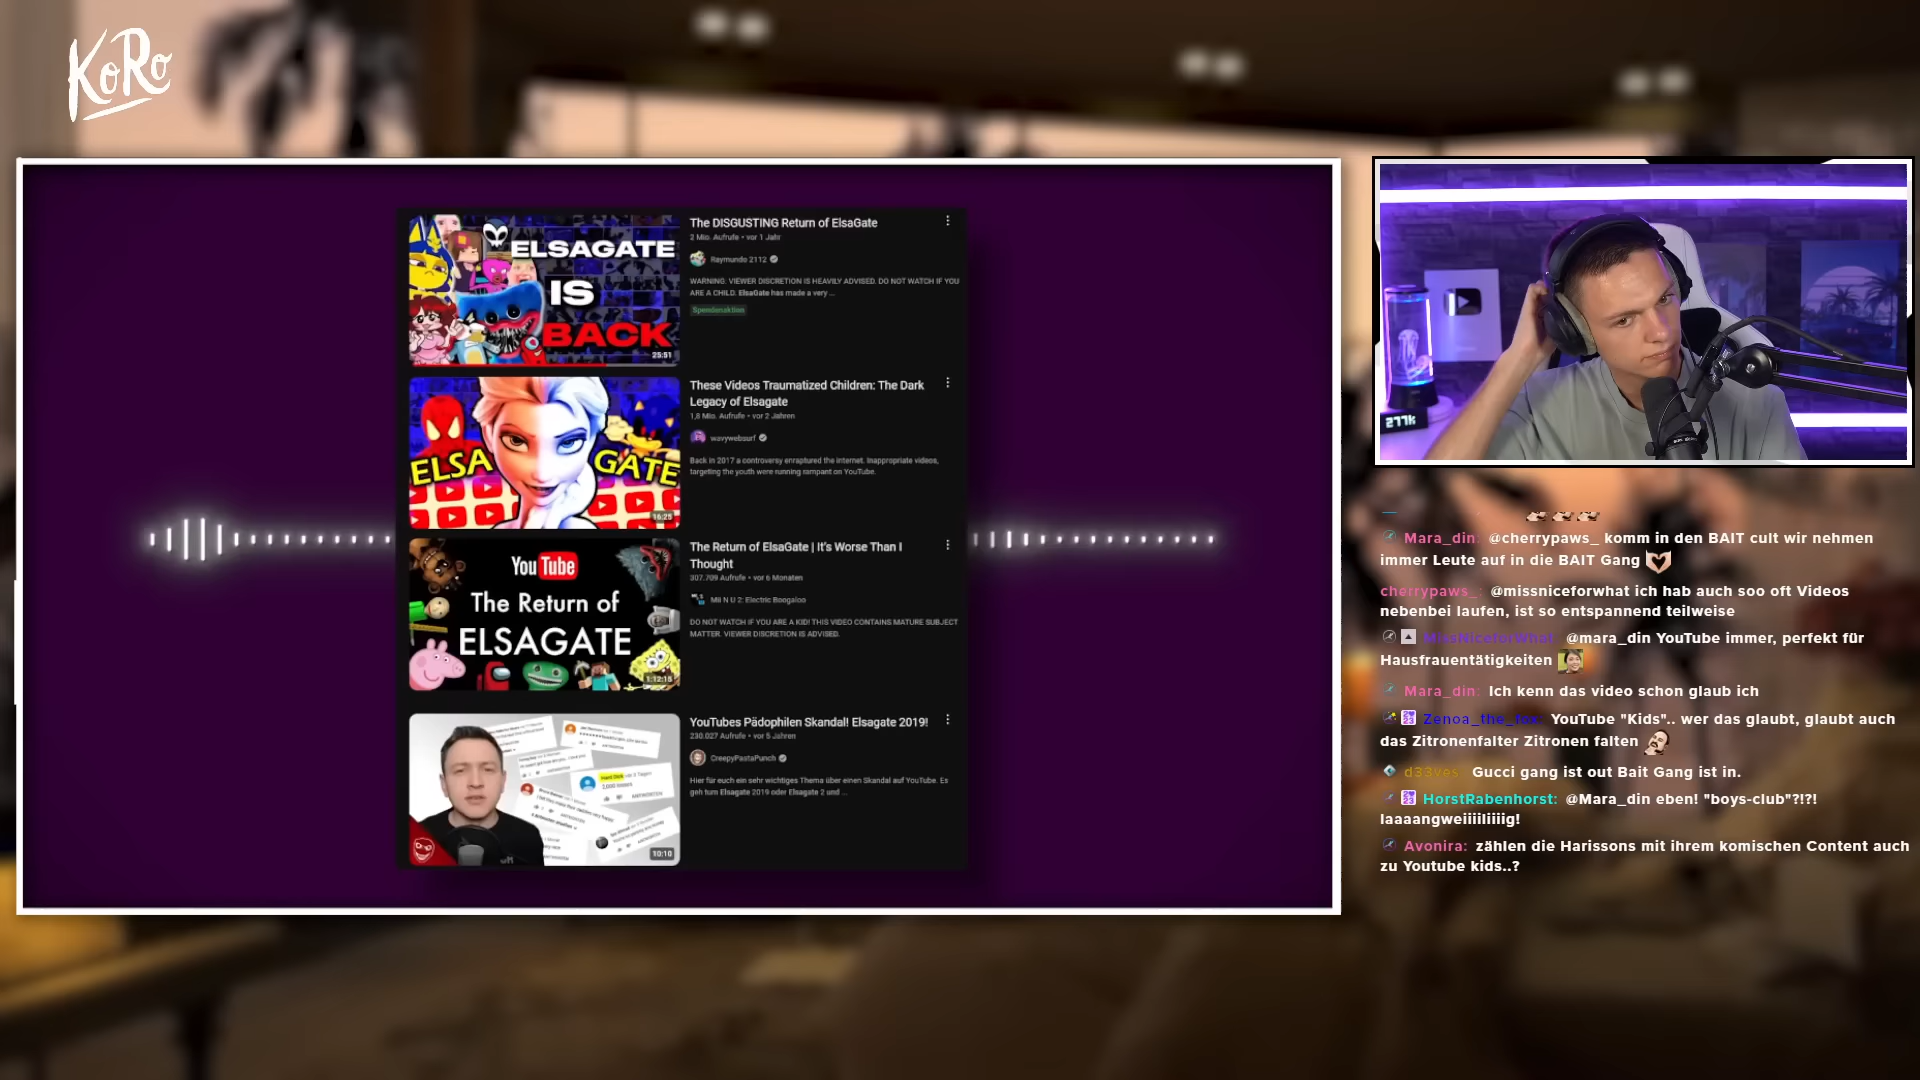 KoRo
ELSAGATE
IS
BACK
25:51
The DISGUSTING Return of ElsaGate
2 Mio. Aufrufe • vor 1 Jahr
Raymundo 2112
WARNING: VIEWER DISCRETION IS HEAVILY ADVISED. DO NOT WATCH IF YOU
ARE A CHILD. ElsaGate has made a very ...
Spendenaktion
ELSA GATE
16:25
These Videos Traumatized Children: The Dark
Legacy of Elsagate
1,8 Mio. Aufrufe • vor 2 Jahren
wavywebsurf
Back in 2017 a controversy enraptured the internet. Inappropriate videos,
targeting the youth were running rampant on YouTube.
YouTube
The Return of
ELSAGATE
1:12:15
The Return of ElsaGate | It's Worse Than I
Thought
307.709 Aufrufe • vor 6 Monaten
Mii N U 2: Electric Boogaloo
DO NOT WATCH IF YOU ARE A KID! THIS VIDEO CONTAINS MATURE SUBJECT
MATTER. VIEWER DISCRETION IS ADVISED.
10:10
YouTubes Pädophilen Skandal! Elsagate 2019!
230.027 Aufrufe • vor 5 Jahren
CreepyPastaPunch
Hier für euch ein sehr wichtiges Thema über einen Skandal auf YouTube. Es
geh tum Elsagate 2019 oder Elsagate 2 und ...
277k
Mara_din: @cherrypaws_ komm in den BAIT cult wir nehmen
immer Leute auf in die BAIT Gang
cherrypaws_: @missniceforwhat ich hab auch soo oft Videos
nebenbei laufen, ist so entspannend teilweise
MissNiceforWhat: @mara_din YouTube immer, perfekt für
Hausfrauentätigkeiten
Mara_din: Ich kenn das video schon glaub ich
Zenoa_the_fox: YouTube "Kids".. wer das glaubt, glaubt auch
das Zitronenfalter Zitronen falten
d33ves: Gucci gang ist out Bait Gang ist in.
HorstRabenhorst: @Mara_din eben! "boys-club"?!?!
laaaangweiiiiliiiiig!
Avonira: zählen die Harissons mit ihrem komischen Content auch
zu Youtube kids..?